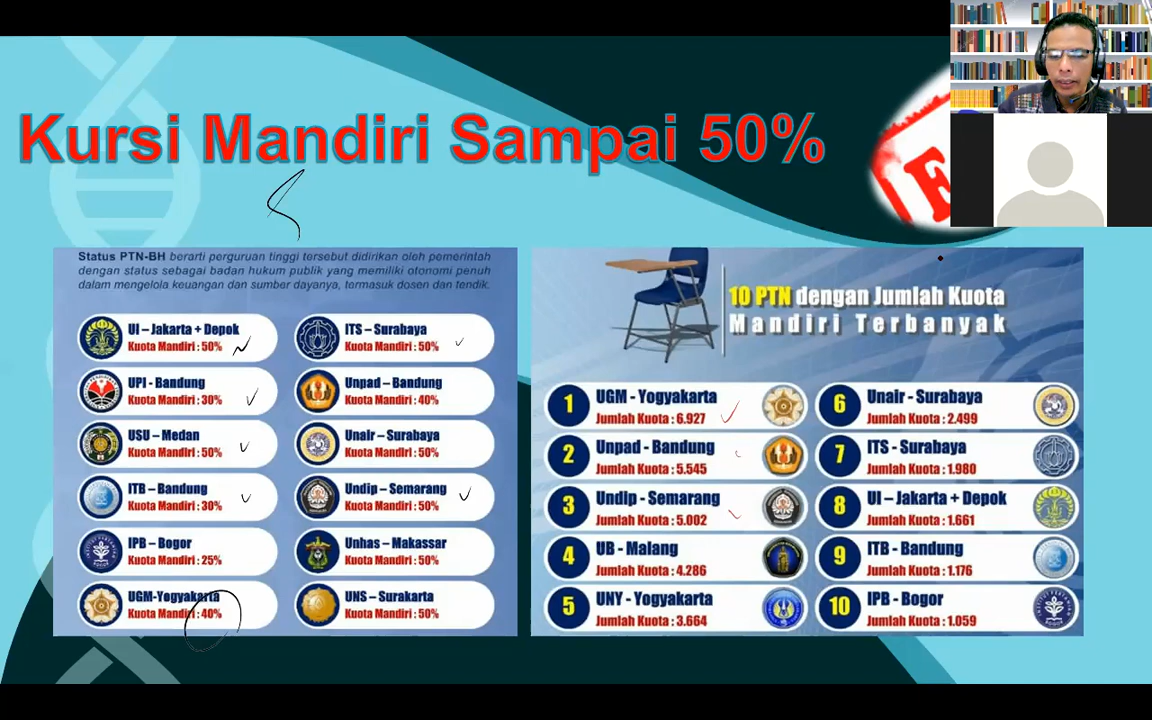 Kursi Mandiri Sampai 50%
Status PTN-BH berarti perguruan tinggi tersebut didirikan oleh pemerintah
dengan status sebagai badan hukum publik yang memiliki otonomi penuh
dalam mengelola keuangan dan sumber dayanya, termasuk dosen dan tendik.
UI – Jakarta + Depok
Kuota Mandiri : 50%
UPI - Bandung
Kuota Mandiri : 30%
USU – Medan
Kuota Mandiri : 50%
ITB – Bandung
Kuota Mandiri : 30%
IPB – Bogor
Kuota Mandiri : 25%
UGM-Yogyakarta
Kuota Mandiri : 40%
ITS – Surabaya
Kuota Mandiri : 50%
Unpad – Bandung
Kuota Mandiri : 40%
Unair – Surabaya
Kuota Mandiri : 50%
Undip – Semarang
Kuota Mandiri : 50%
Unhas – Makassar
Kuota Mandiri : 50%
UNS – Surakarta
Kuota Mandiri : 50%
10 PTN dengan Jumlah Kuota
Mandiri Terbanyak
1 UGM - Yogyakarta
Jumlah Kuota : 6.927
2 Unpad - Bandung
Jumlah Kuota : 5.545
3 Undip - Semarang
Jumlah Kuota : 5.002
4 UB - Malang
Jumlah Kuota : 4.286
5 UNY - Yogyakarta
Jumlah Kuota : 3.664
6 Unair - Surabaya
Jumlah Kuota : 2.499
7 ITS - Surabaya
Jumlah Kuota : 1.980
8 UI – Jakarta + Depok
Jumlah Kuota : 1.661
9 ITB - Bandung
Jumlah Kuota : 1.176
10 IPB - Bogor
Jumlah Kuota : 1.059